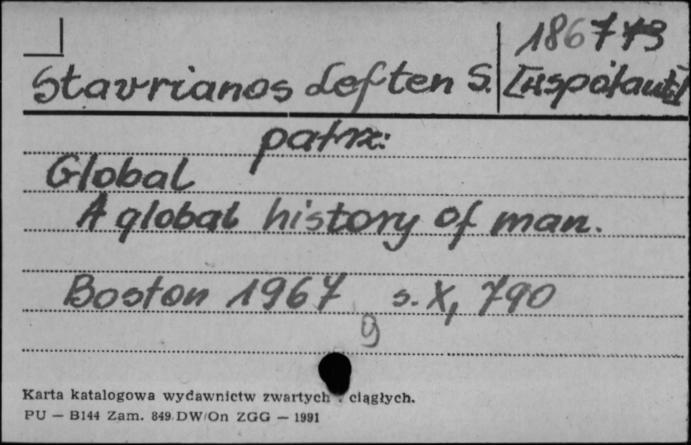 186773
Stavrianos Leften S. [współaut.]
patrz:
Global
A global history of man.
Boston 1967 s. X, 790
9
Karta katalogowa wydawnictw zwartych i ciągłych.
PU — B144 Zam. 849 DW/On ZGG — 1991